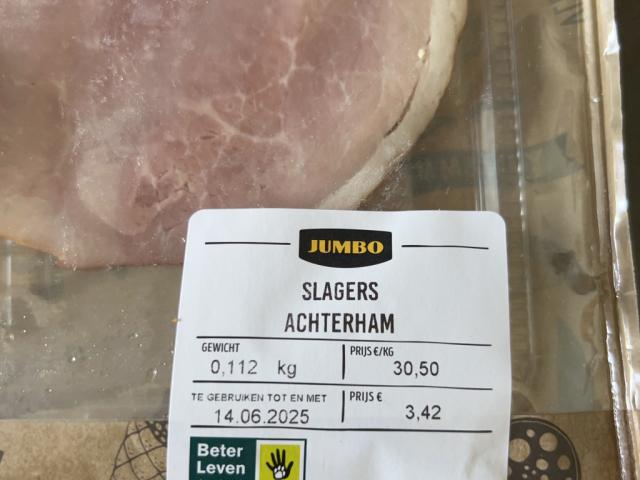 JUMBO
SLAGERS
ACHTERHAM
GEWICHT PRIJS €/KG
0,112 kg 30,50
TE GEBRUIKEN TOT EN MET PRIJS €
14.06.2025 3,42
Beter
Leven